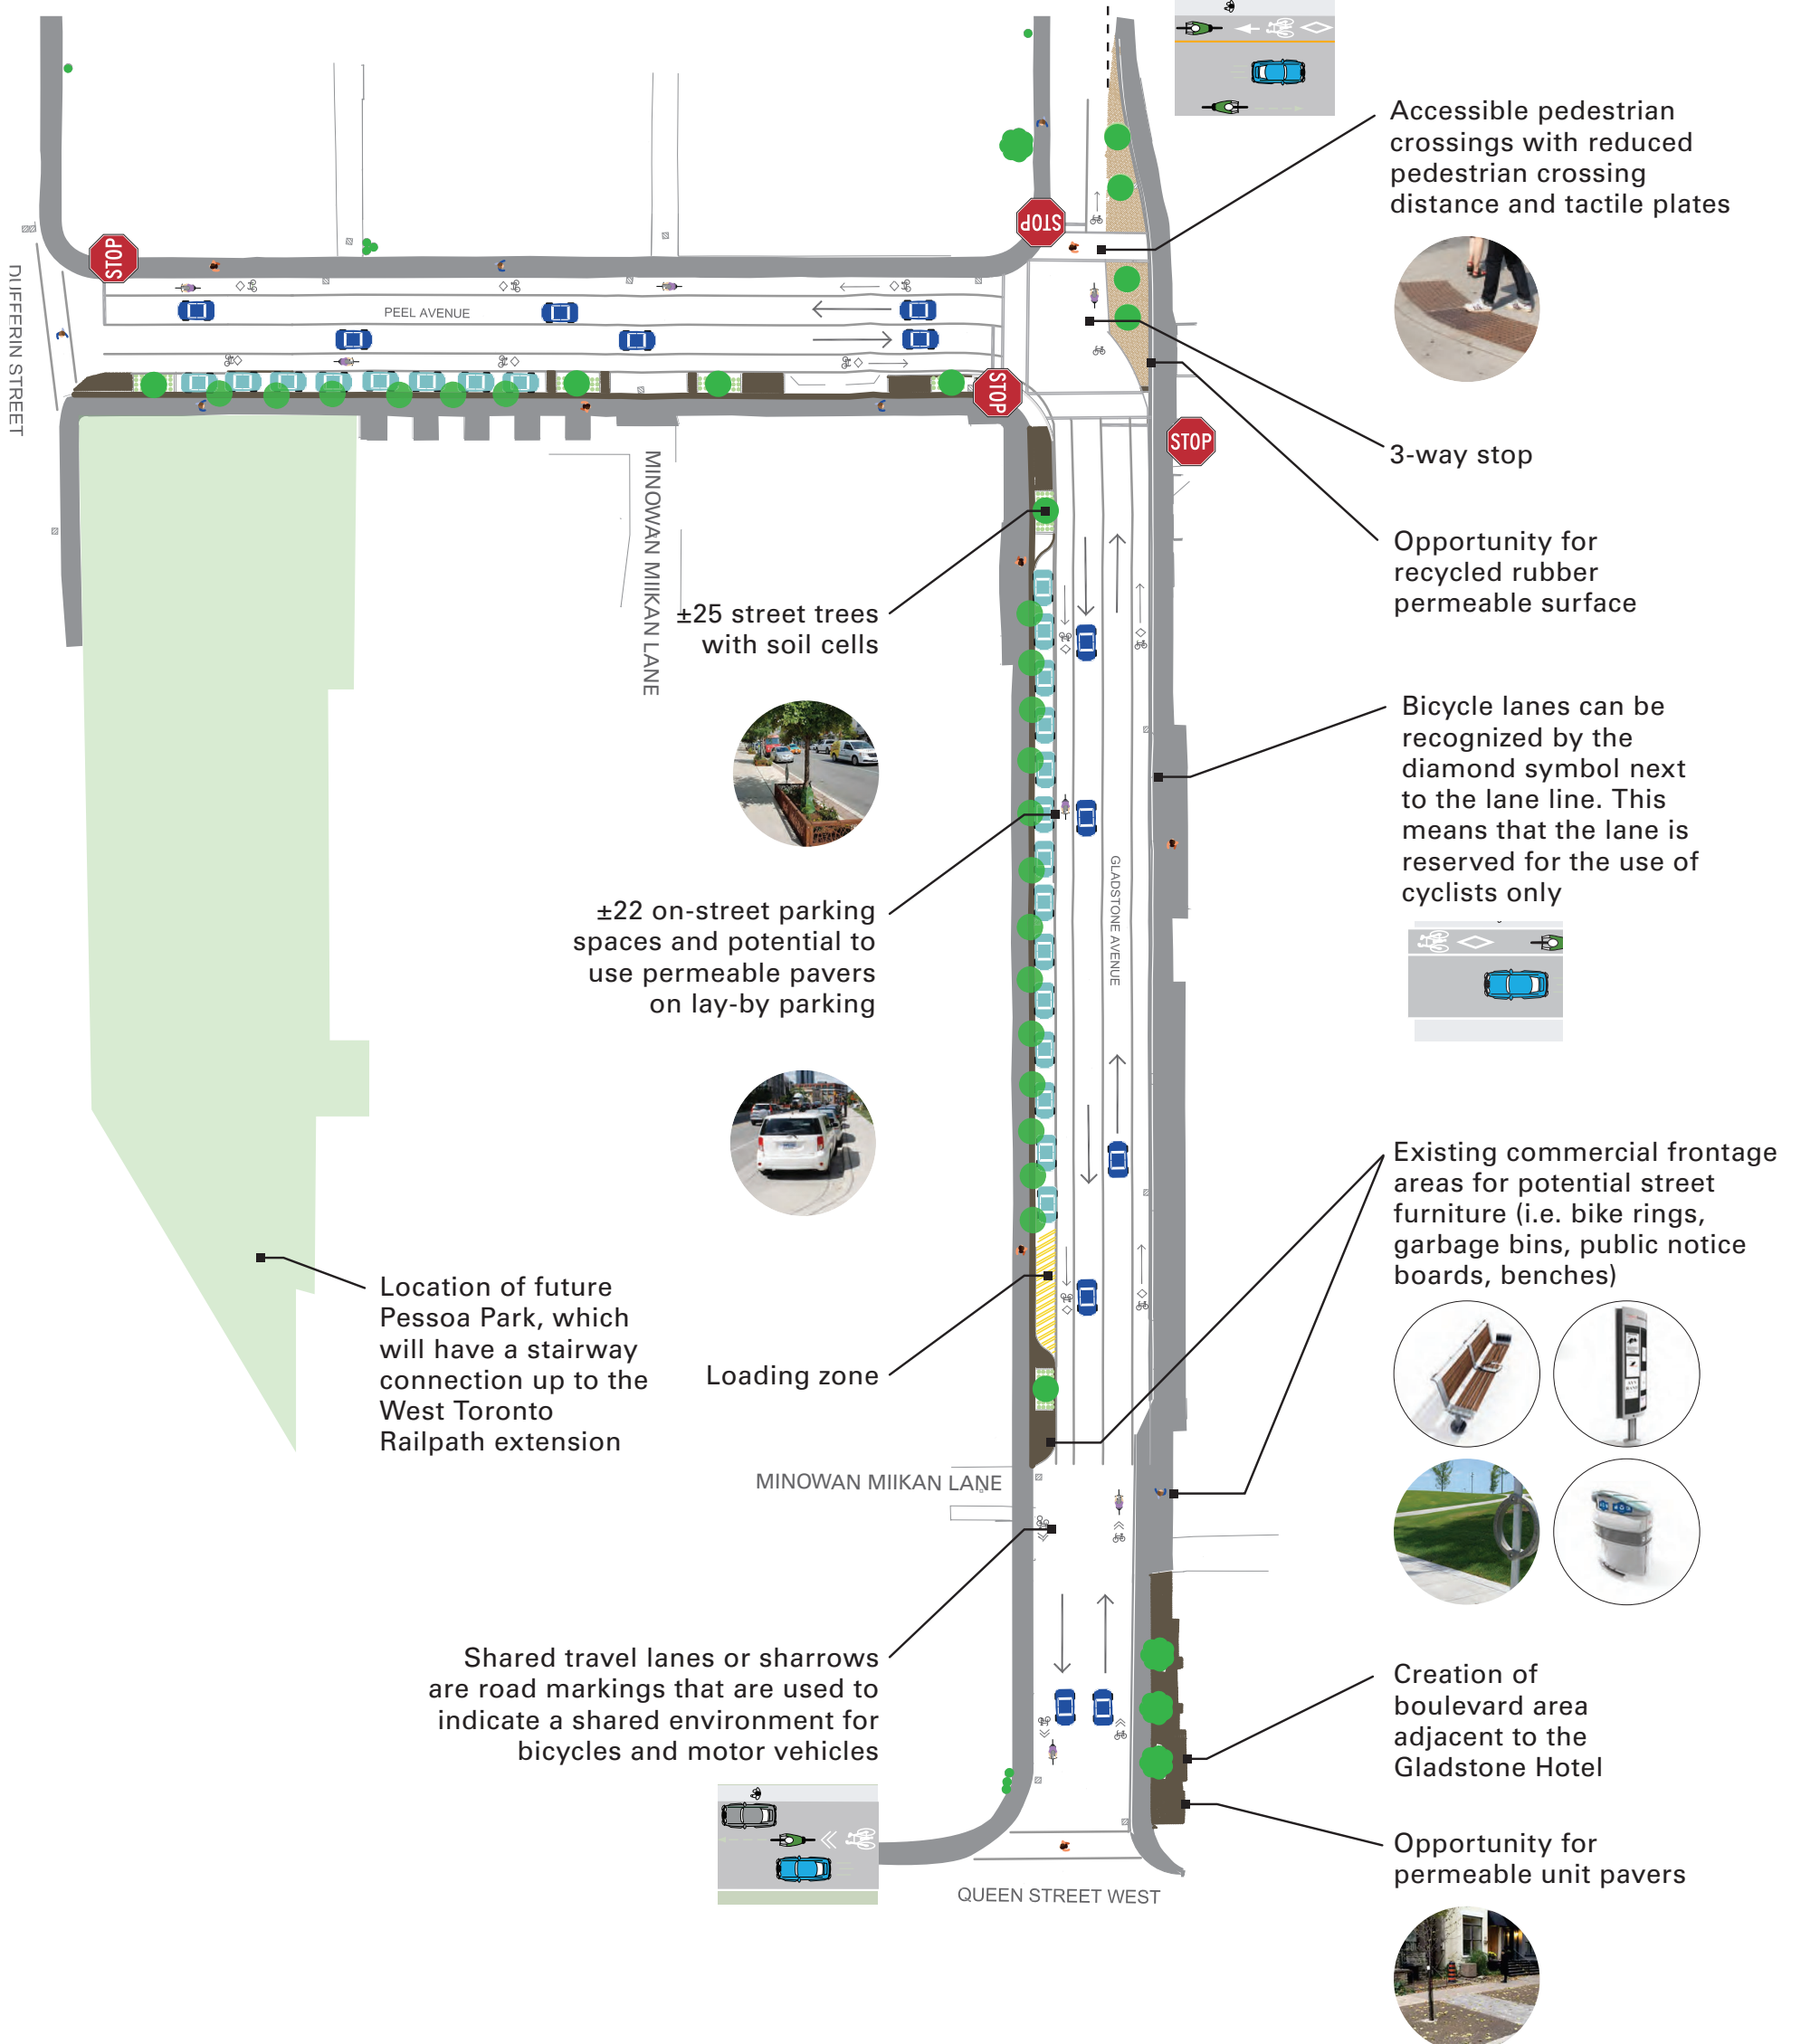 Accessible pedestrian
crossings with reduced
pedestrian crossing
distance and tactile plates
STOP
STOP
DUFFERIN STREET
PEEL AVENUE
STOP
STOP
3-way stop
MINOWAN MIIKAN LANE
Opportunity for
recycled rubber
permeable surface
±25 street trees
with soil cells
Bicycle lanes can be
recognized by the
diamond symbol next
to the lane line. This
means that the lane is
reserved for the use of
cyclists only
GLADSTONE AVENUE
±22 on-street parking
spaces and potential to
use permeable pavers
on lay-by parking
Existing commercial frontage
areas for potential street
furniture (i.e. bike rings,
garbage bins, public notice
boards, benches)
Location of future
Pessoa Park, which
will have a stairway
connection up to the
West Toronto
Railpath extension
Loading zone
MINOWAN MIIKAN LANE
Shared travel lanes or sharrows
are road markings that are used to
indicate a shared environment for
bicycles and motor vehicles
Creation of
boulevard area
adjacent to the
Gladstone Hotel
Opportunity for
permeable unit pavers
QUEEN STREET WEST